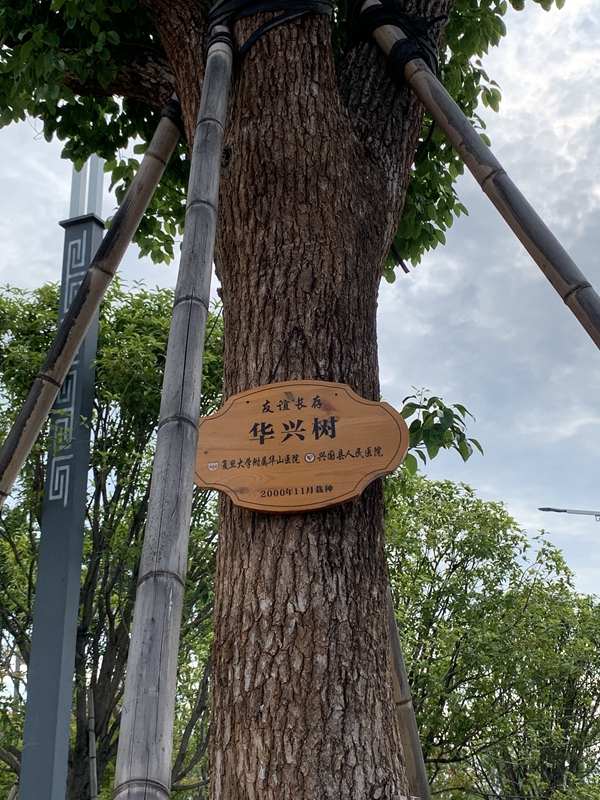 友谊长存
华兴树
复旦大学附属华山医院 兴国县人民医院
2000年11月栽种